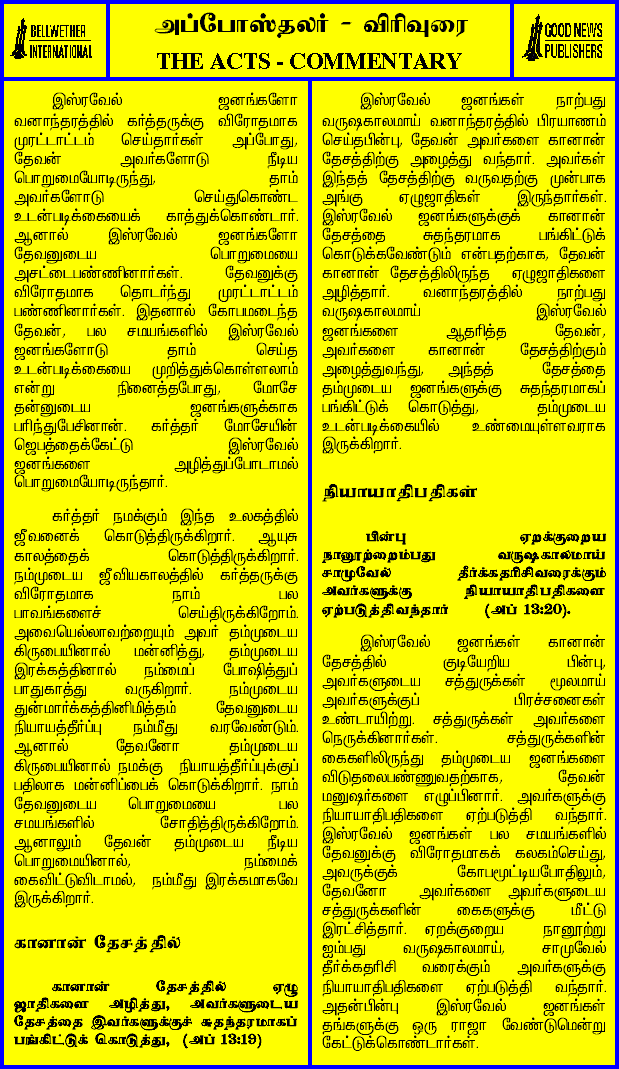 BELLWETHER
INTERNATIONAL
அப்போஸ்தலர் - விரிவுரை
THE ACTS - COMMENTARY
GOOD NEWS
PUBLISHERS
இஸ்ரவேல் ஜனங்களோ
வனாந்தரத்தில் கர்த்தருக்கு விரோதமாக
முரட்டாட்டம் செய்தார்கள் அப்போது,
தேவன் அவர்களோடு நீடிய
பொறுமையோடிருந்து, தாம்
அவர்களோடு செய்துகொண்ட
உடன்படிக்கையைக் காத்துக்கொண்டார்.
ஆனால் இஸ்ரவேல் ஜனங்களோ
தேவனுடைய பொறுமையை
அசட்டைபண்ணினார்கள். தேவனுக்கு
விரோதமாக தொடர்ந்து முரட்டாட்டம்
பண்ணினார்கள். இதனால் கோபமடைந்த
தேவன், பல சமயங்களில் இஸ்ரவேல்
ஜனங்களோடு தாம் செய்த
உடன்படிக்கையை முறித்துக்கொள்ளலாம்
என்று நினைத்தபோது, மோசே
தன்னுடைய ஜனங்களுக்காக
பரிந்துபேசினான். கர்த்தர் மோசேயின்
ஜெபத்தைக்கேட்டு இஸ்ரவேல்
ஜனங்களை அழித்துப்போடாமல்
பொறுமையோடிருந்தார்.
கர்த்தர் நமக்கும் இந்த உலகத்தில்
ஜீவனைக் கொடுத்திருக்கிறார். ஆயுசு
காலத்தைக் கொடுத்திருக்கிறார்.
நம்முடைய ஜீவியகாலத்தில் கர்த்தருக்கு
விரோதமாக நாம் பல
பாவங்களைச் செய்திருக்கிறோம்.
அவையெல்லாவற்றையும் அவர் தம்முடைய
கிருபையினால் மன்னித்து, தம்முடைய
இரக்கத்தினால் நம்மைப் போஷித்துப்
பாதுகாத்து வருகிறார். நம்முடைய
துன்மார்க்கத்தினிமித்தம் தேவனுடைய
நியாயத்தீர்ப்பு நம்மீது வரவேண்டும்.
ஆனால் தேவனோ தம்முடைய
கிருபையினால் நமக்கு நியாயத்தீர்ப்புக்குப்
பதிலாக மன்னிப்பைக் கொடுக்கிறார். நாம்
தேவனுடைய பொறுமையை பல
சமயங்களில் சோதித்திருக்கிறோம்.
ஆனாலும் தேவன் தம்முடைய நீடிய
பொறுமையினால், நம்மைக்
கைவிட்டுவிடாமல், நம்மீது இரக்கமாகவே
இருக்கிறார்.
கானான் தேசத்தில்
கானான் தேசத்தில் ஏழு
ஜாதிகளை அழித்து, அவர்களுடைய
தேசத்தை இவர்களுக்குச் சுதந்தரமாகப்
பங்கிட்டுக் கொடுத்து, (அப் 13:19)
இஸ்ரவேல் ஜனங்கள் நாற்பது
வருஷகாலமாய் வனாந்தரத்தில் பிரயாணம்
செய்தபின்பு, தேவன் அவர்களை கானான்
தேசத்திற்கு அழைத்து வந்தார். அவர்கள்
இந்தத் தேசத்திற்கு வருவதற்கு முன்பாக
அங்கு ஏழுஜாதிகள் இருந்தார்கள்.
இஸ்ரவேல் ஜனங்களுக்குக் கானான்
தேசத்தை சுதந்தரமாக பங்கிட்டுக்
கொடுக்கவேண்டும் என்பதற்காக, தேவன்
கானான் தேசத்திலிருந்த ஏழுஜாதிகளை
அழித்தார். வனாந்தரத்தில் நாற்பது
வருஷகாலமாய் இஸ்ரவேல்
ஜனங்களை ஆதரித்த தேவன்,
அவர்களை கானான் தேசத்திற்கும்
அழைத்துவந்து, அந்தத் தேசத்தை
தம்முடைய ஜனங்களுக்கு சுதந்தரமாகப்
பங்கிட்டுக் கொடுத்து, தம்முடைய
உடன்படிக்கையில் உண்மையுள்ளவராக
இருக்கிறார்.
நியாயாதிபதிகள்
பின்பு ஏறக்குறைய
நானூற்றைம்பது வருஷகாலமாய்
சாமுவேல் தீர்க்கதரிசிவரைக்கும்
அவர்களுக்கு நியாயாதிபதிகளை
ஏற்படுத்திவந்தார் (அப் 13:20).
இஸ்ரவேல் ஜனங்கள் கானான்
தேசத்தில் குடியேறிய பின்பு,
அவர்களுடைய சத்துருக்கள் மூலமாய்
அவர்களுக்குப் பிரச்சனைகள்
உண்டாயிற்று. சத்துருக்கள் அவர்களை
நெருக்கினார்கள். சத்துருக்களின்
கைகளிலிருந்து தம்முடைய ஜனங்களை
விடுதலைபண்ணுவதற்காக, தேவன்
மனுஷர்களை எழுப்பினார். அவர்களுக்கு
நியாயாதிபதிகளை ஏற்படுத்தி வந்தார்.
இஸ்ரவேல் ஜனங்கள் பல சமயங்களில்
தேவனுக்கு விரோதமாகக் கலகம்செய்து,
அவருக்குக் கோபமூட்டியபோதிலும்,
தேவனோ அவர்களை அவர்களுடைய
சத்துருக்களின் கைகளுக்கு மீட்டு
இரட்சித்தார். ஏறக்குறைய நானூற்று
ஐம்பது வருஷகாலமாய், சாமுவேல்
தீர்க்கதரிசி வரைக்கும் அவர்களுக்கு
நியாயாதிபதிகளை ஏற்படுத்தி வந்தார்.
அதன்பின்பு இஸ்ரவேல் ஜனங்கள்
தங்களுக்கு ஒரு ராஜா வேண்டுமென்று
கேட்டுக்கொண்டார்கள்.